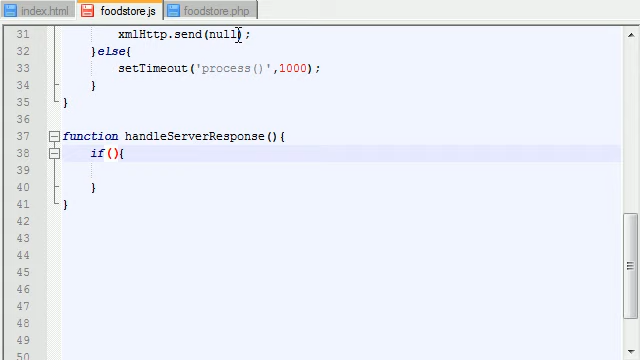 index.html foodstore.js foodstore.php
31 xmlHttp.send(null);
32 }else{
33 setTimeout('process()',1000);
34 }
35 }
36
37 function handleServerResponse(){
38 if(){
39
40 }
41 }
42
43
44
45
46
47
48
49
50